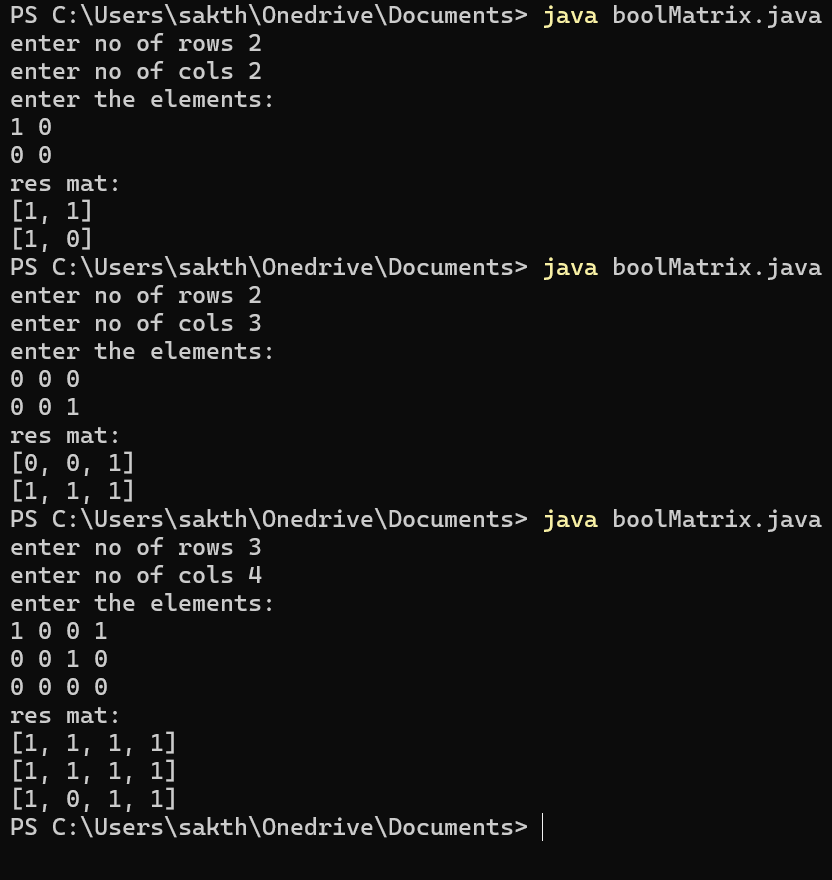 PS C:\Users\sakth\Onedrive\Documents> java boolMatrix.java
enter no of rows 2
enter no of cols 2
enter the elements:
1 0
0 0
res mat:
[1, 1]
[1, 0]
PS C:\Users\sakth\Onedrive\Documents> java boolMatrix.java
enter no of rows 2
enter no of cols 3
enter the elements:
0 0 0
0 0 1
res mat:
[0, 0, 1]
[1, 1, 1]
PS C:\Users\sakth\Onedrive\Documents> java boolMatrix.java
enter no of rows 3
enter no of cols 4
enter the elements:
1 0 0 1
0 0 1 0
0 0 0 0
res mat:
[1, 1, 1, 1]
[1, 1, 1, 1]
[1, 0, 1, 1]
PS C:\Users\sakth\Onedrive\Documents>